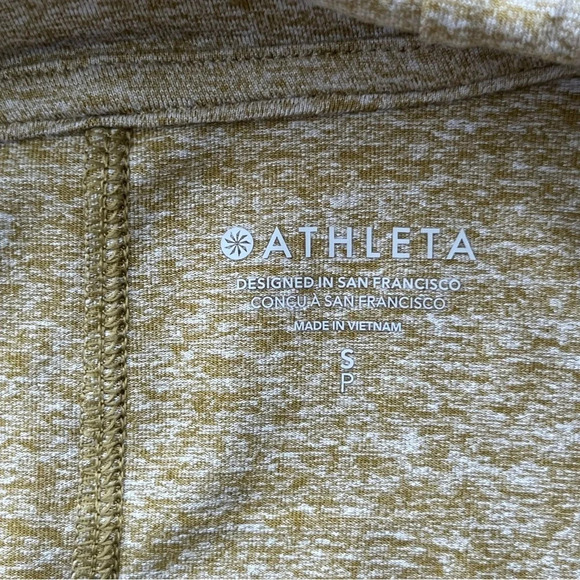 ATHLETA
DESIGNED IN SAN FRANCISCO
CONÇU À SAN FRANCISCO
MADE IN VIETNAM
S
P